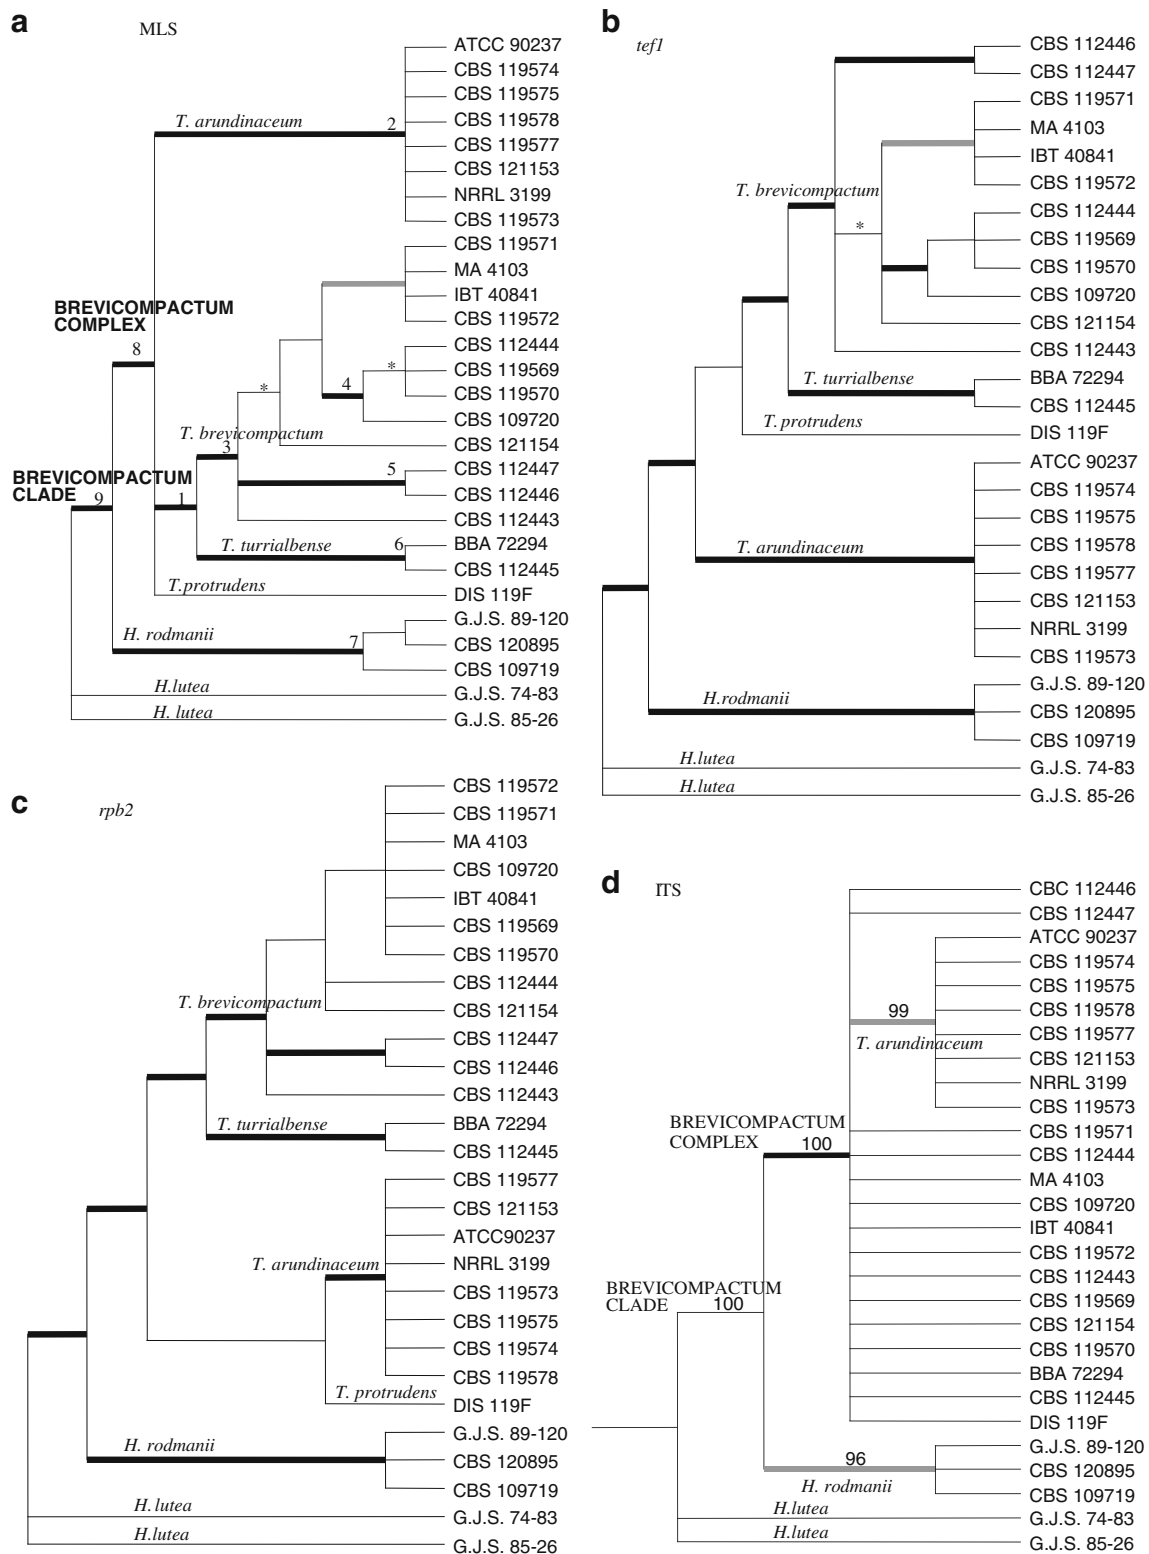 a
MLS
ATCC 90237
CBS 119574
CBS 119575
CBS 119578
T. arundinaceum
2
CBS 119577
CBS 121153
NRRL 3199
CBS 119573
CBS 119571
MA 4103
IBT 40841
CBS 119572
BREVICOMPACTUM
COMPLEX
8
CBS 112444
*
CBS 119569
*
4
CBS 119570
CBS 109720
T. brevicompactum
3
CBS 121154
BREVICOMPACTUM
CLADE
9
1
5
CBS 112447
CBS 112446
CBS 112443
T. turrialbense
6
BBA 72294
CBS 112445
T.protrudens
DIS 119F
H. rodmanii
7
G.J.S. 89-120
CBS 120895
CBS 109719
H.lutea
G.J.S. 74-83
H. lutea
G.J.S. 85-26
b
tef1
CBS 112446
CBS 112447
CBS 119571
MA 4103
IBT 40841
CBS 119572
T. brevicompactum
*
CBS 112444
CBS 119569
CBS 119570
CBS 109720
CBS 121154
CBS 112443
T. turrialbense
BBA 72294
CBS 112445
T. protrudens
DIS 119F
ATCC 90237
CBS 119574
CBS 119575
CBS 119578
T. arundinaceum
CBS 119577
CBS 121153
NRRL 3199
CBS 119573
G.J.S. 89-120
H.rodmanii
CBS 120895
CBS 109719
H.lutea
G.J.S. 74-83
H.lutea
G.J.S. 85-26
c
rpb2
CBS 119572
CBS 119571
MA 4103
CBS 109720
IBT 40841
CBS 119569
CBS 119570
CBS 112444
T. brevicompactum
CBS 121154
CBS 112447
CBS 112446
CBS 112443
T. turrialbense
BBA 72294
CBS 112445
CBS 119577
CBS 121153
ATCC90237
T. arundinaceum
NRRL 3199
CBS 119573
CBS 119575
CBS 119574
CBS 119578
T. protrudens
DIS 119F
G.J.S. 89-120
H. rodmanii
CBS 120895
CBS 109719
H.lutea
G.J.S. 74-83
H.lutea
G.J.S. 85-26
d
ITS
CBC 112446
CBS 112447
ATCC 90237
CBS 119574
CBS 119575
99
CBS 119578
CBS 119577
T. arundinaceum
CBS 121153
NRRL 3199
CBS 119573
BREVICOMPACTUM
COMPLEX
100
CBS 119571
CBS 112444
MA 4103
CBS 109720
IBT 40841
CBS 119572
CBS 112443
BREVICOMPACTUM
CLADE
100
CBS 119569
CBS 121154
CBS 119570
BBA 72294
CBS 112445
DIS 119F
G.J.S. 89-120
96
CBS 120895
H. rodmanii
CBS 109719
H.lutea
G.J.S. 74-83
H.lutea
G.J.S. 85-26